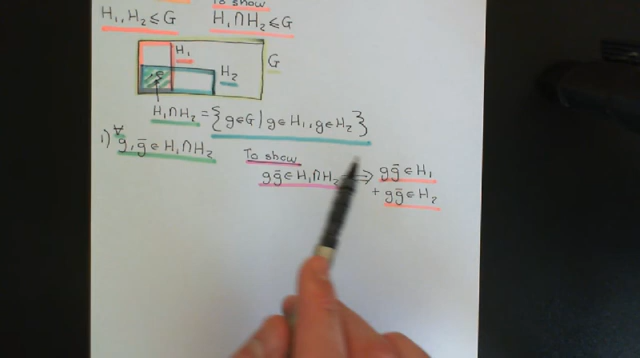 To show
H₁, H₂ ≤ G
H₁∩H₂ ≤ G
H₁
G
H₂
e
H₁∩H₂ = {g∈G | g∈H₁, g∈H₂}
1) ∀ g, ḡ ∈ H₁∩H₂
To show
gḡ ∈ H₁∩H₂ ⟺ gḡ ∈ H₁
+ gḡ ∈ H₂